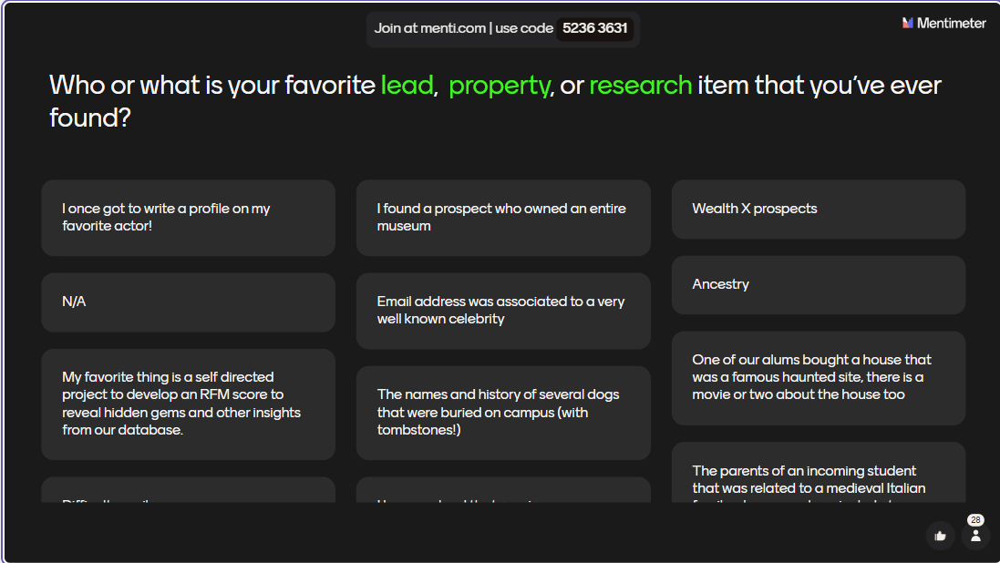 Join at menti.com | use code 5236 3631
Mentimeter
Who or what is your favorite lead, property, or research item that you've ever
found?
I once got to write a profile on my
favorite actor!
N/A
My favorite thing is a self directed
project to develop an RFM score to
reveal hidden gems and other insights
from our database.
I found a prospect who owned an entire
museum
Email address was associated to a very
well known celebrity
The names and history of several dogs
that were buried on campus (with
tombstones!)
Wealth X prospects
Ancestry
One of our alums bought a house that
was a famous haunted site, there is a
movie or two about the house too
The parents of an incoming student
that was related to a medieval Italian
28